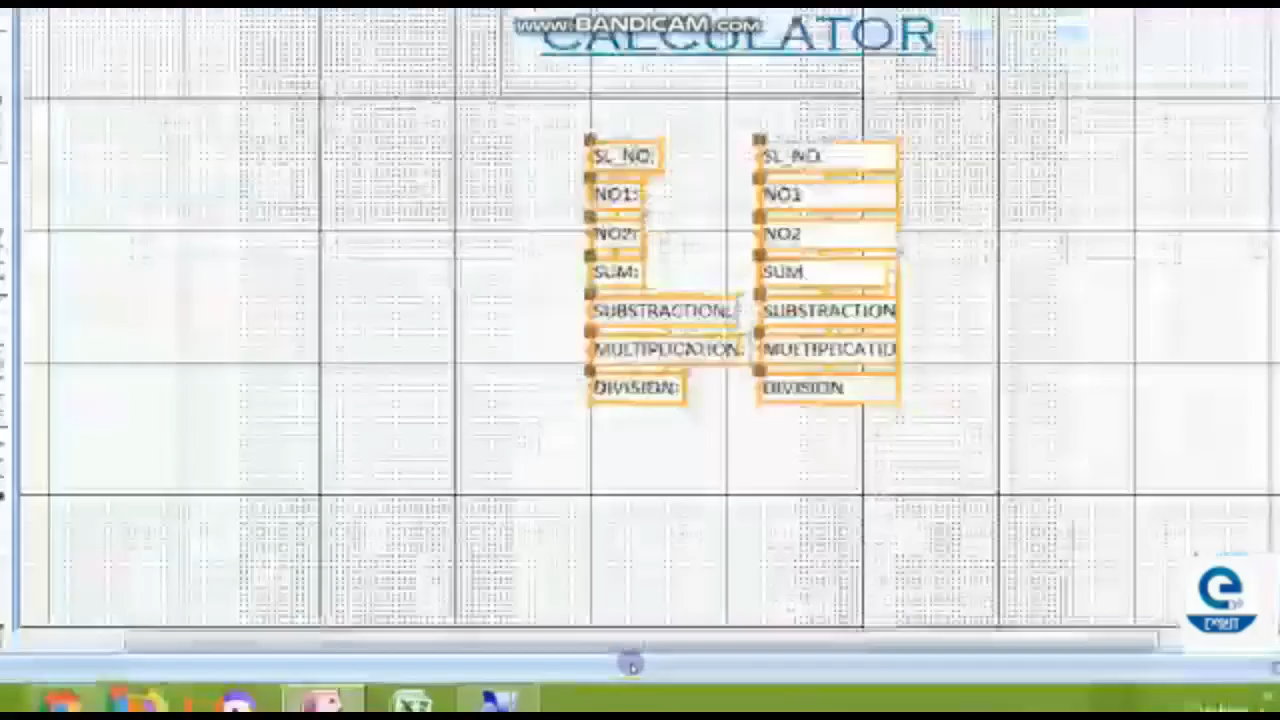 www.BANDICAM.com
CALCULATOR
SL_NO: SL_NO
NO1: NO1
NO2: NO2
SUM: SUM
SUBSTRACTION: SUBSTRACTION
MULTIPLICATION: MULTIPLICATIO
DIVISION: DIVISION